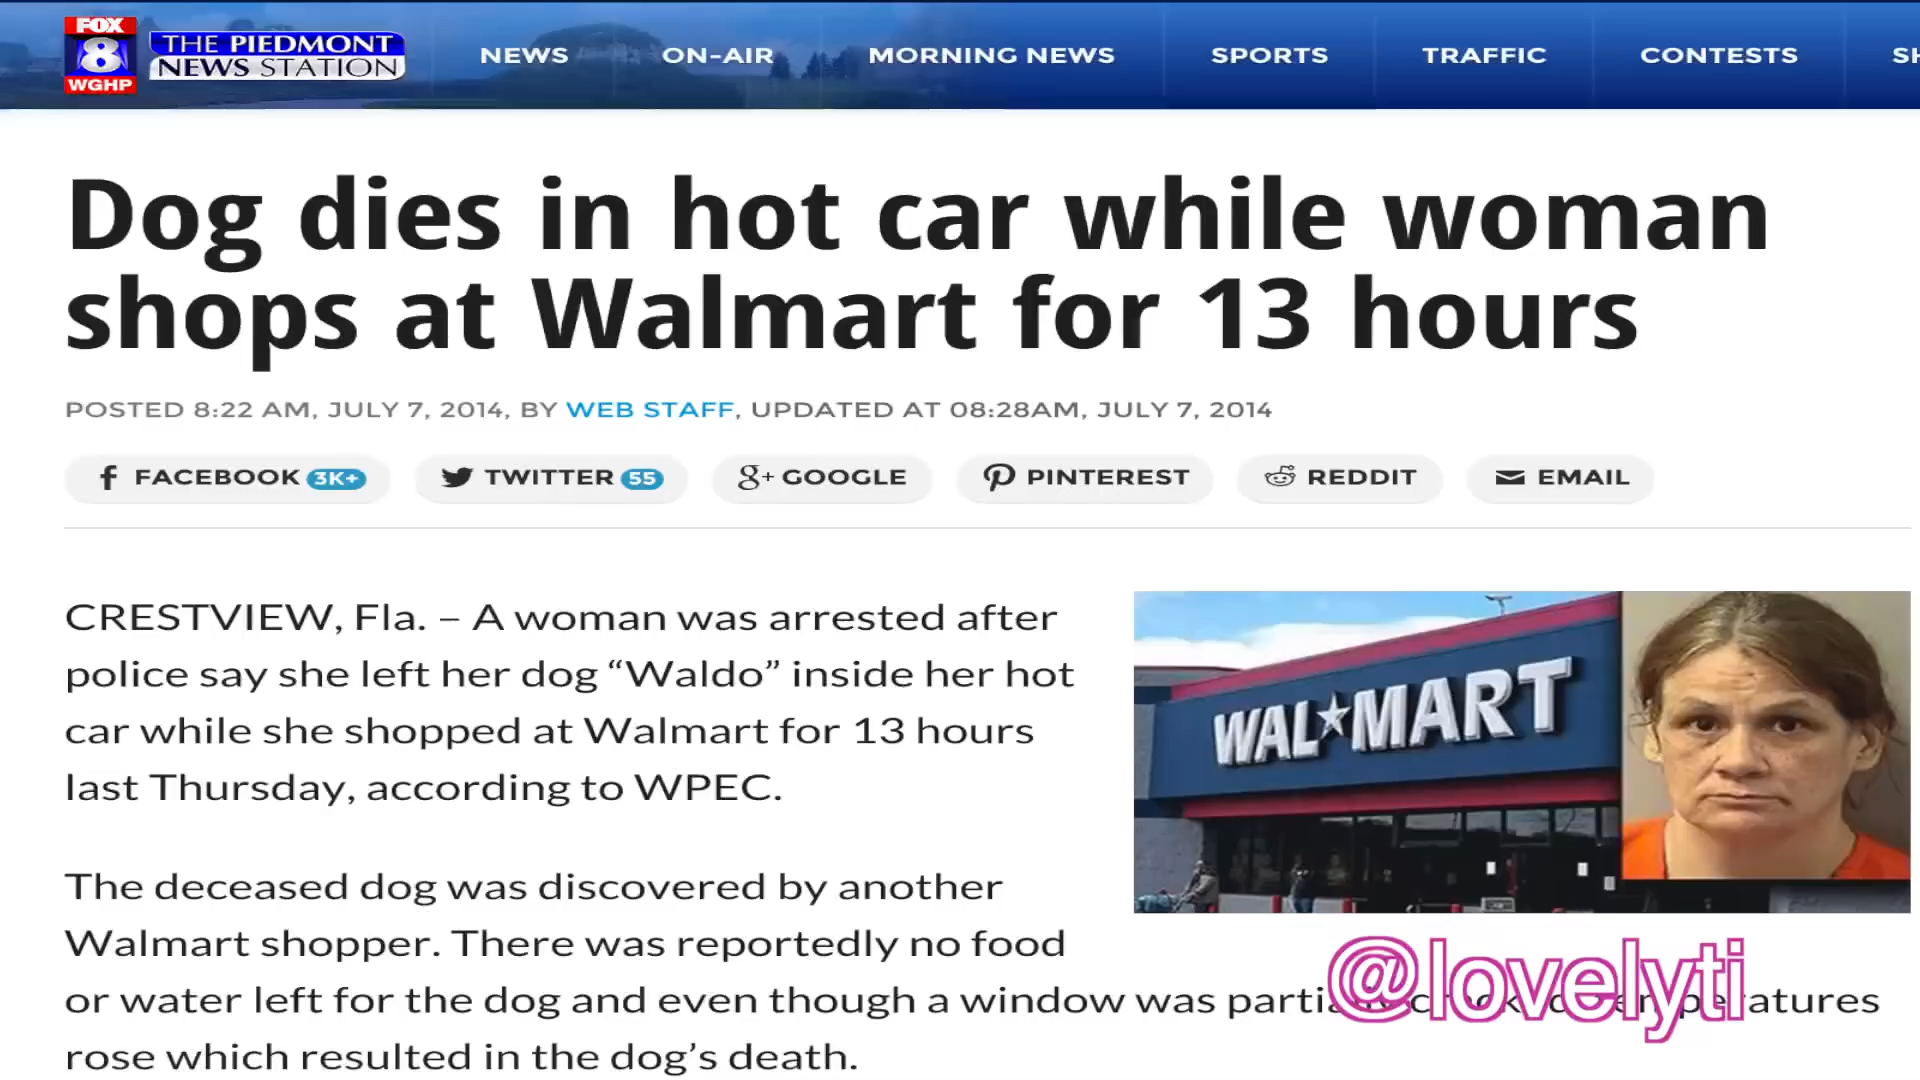 FOX
8
WGHP
THE PIEDMONT
NEWS STATION
NEWS ON-AIR MORNING NEWS SPORTS TRAFFIC CONTESTS
Dog dies in hot car while woman
shops at Walmart for 13 hours
POSTED 8:22 AM, JULY 7, 2014, BY WEB STAFF, UPDATED AT 08:28AM, JULY 7, 2014
FACEBOOK 3K+ TWITTER 55 g+ GOOGLE PINTEREST REDDIT EMAIL
CRESTVIEW, Fla. – A woman was arrested after
police say she left her dog “Waldo” inside her hot
car while she shopped at Walmart for 13 hours
last Thursday, according to WPEC.
WAL★MART
The deceased dog was discovered by another
Walmart shopper. There was reportedly no food
or water left for the dog and even though a window was
@lovelyti
rose which resulted in the dog’s death.